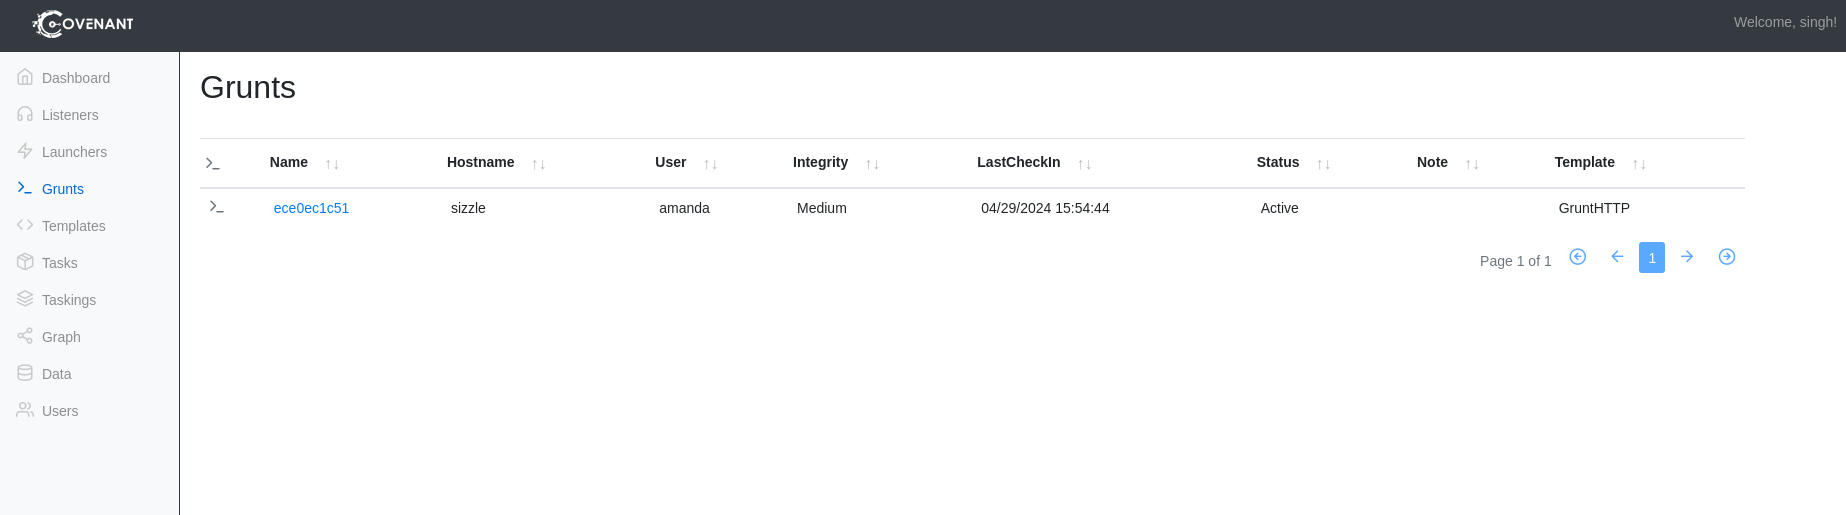 COVENANT
Welcome, singh!
Dashboard
Listeners
Launchers
Grunts
Templates
Tasks
Taskings
Graph
Data
Users
Grunts
Name ↑↓ Hostname ↑↓ User ↑↓ Integrity ↑↓ LastCheckIn ↑↓ Status ↑↓ Note ↑↓ Template ↑↓
ece0ec1c51 sizzle amanda Medium 04/29/2024 15:54:44 Active GruntHTTP
Page 1 of 1 1